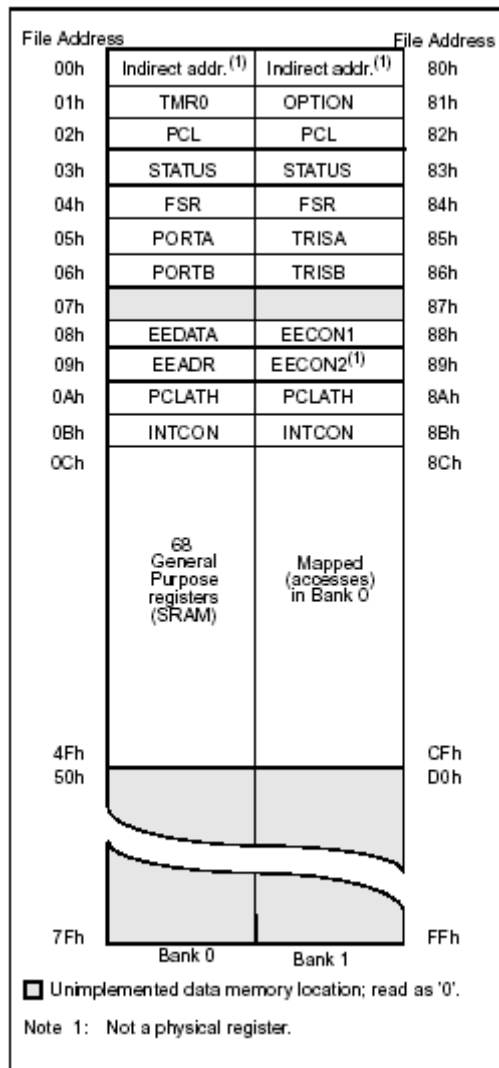 File Address File Address
00h Indirect addr.(1) Indirect addr.(1) 80h
01h TMR0 OPTION 81h
02h PCL PCL 82h
03h STATUS STATUS 83h
04h FSR FSR 84h
05h PORTA TRISA 85h
06h PORTB TRISB 86h
07h 87h
08h EEDATA EECON1 88h
09h EEADR EECON2(1) 89h
0Ah PCLATH PCLATH 8Ah
0Bh INTCON INTCON 8Bh
0Ch 8Ch
68
General
Purpose
registers
(SRAM)
Mapped
(accesses)
in Bank 0
4Fh CFh
50h D0h
7Fh FFh
Bank 0 Bank 1
Unimplemented data memory location; read as '0'.
Note 1: Not a physical register.